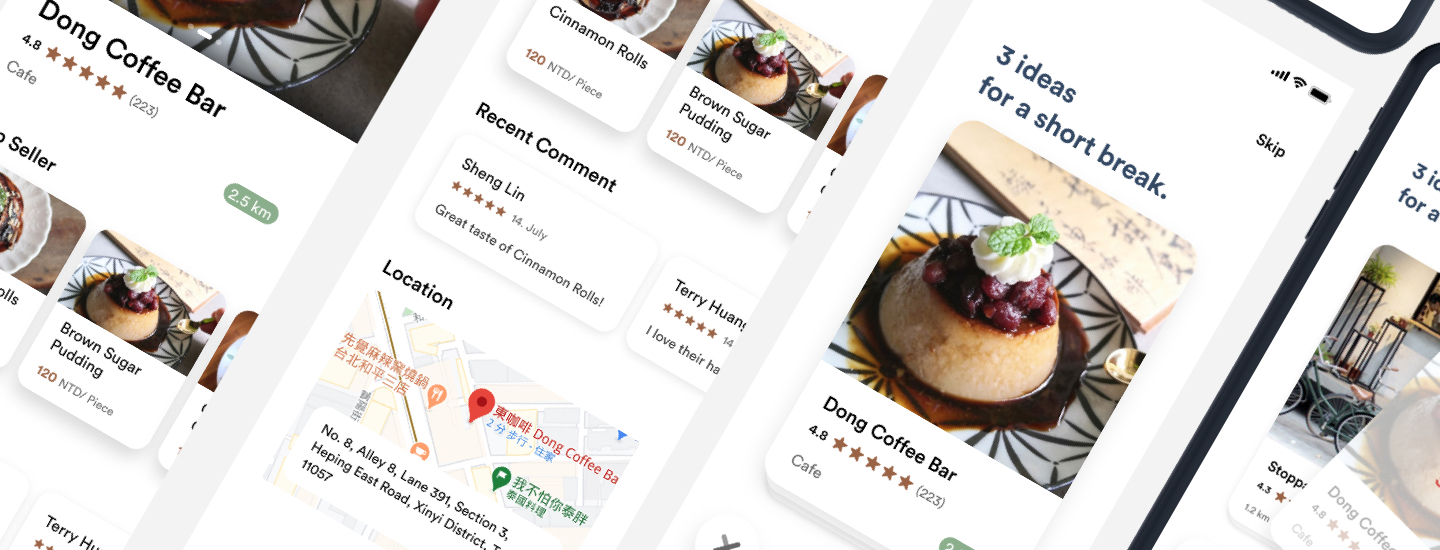 Dong Coffee Bar
4.8
(223)
Cafe
Seller
2.5 km
Brown Sugar
Pudding
120 NTD/ Piece
Terry Hu
Cinnamon Rolls
120 NTD/ Piece
Brown Sugar
Pudding
120 NTD/ Piece
Recent Comment
Sheng Lin
14, July
Great taste of Cinnamon Rolls!
Terry Huang
14
I love their ha
Location
先覺麻辣窯燒鍋
台北和平三店
東咖啡 Dong Coffee Ba
2 分 步行 · 住家
我不怕你泰胖
泰國料理
No. 8, Alley 8, Lane 391, Section 3,
Heping East Road, Xinyi District, T
11057
Skip
3 ideas
for a short break.
Dong Coffee Bar
4.8
(223)
Cafe
3 id
for a
Stopp
4.3
1.2 km
Dong Coffe
4.8
Cafe